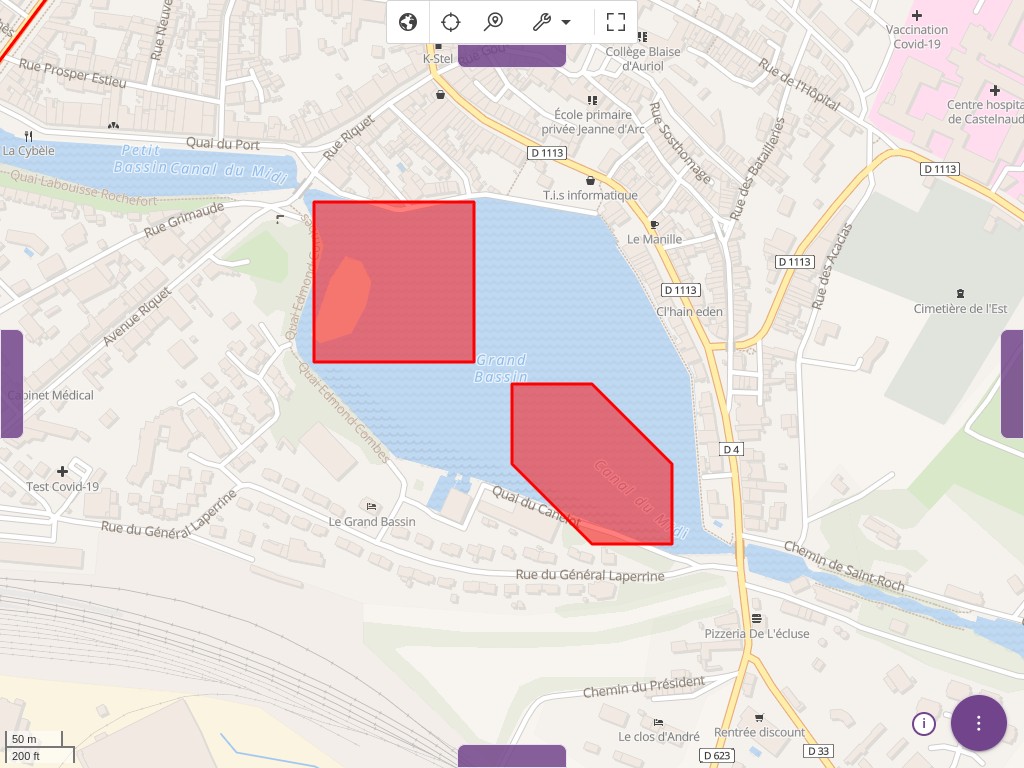 Rue Neuve
K-Stel
Collège Blaise
d'Auriol
Vaccination
Covid-19
Rue Prosper Estieu
Rue de l'Hôpital
Centre hospita
de Castelnaud
École primaire
privée Jeanne d'Arc
Rue Sosthomage
Rue des Batailleries
La Cybèle
Quai du Port
Rue Riquet
D 1113
D 1113
Petit
Bassin
Canal du Midi
Quai-Labouisse Rochefort
T.i.s informatique
Rue Grimaude
Le Manille
D 1113
Rue des Acacias
D 1113
Cl'hain eden
Cimetière de l'Est
Avenue Riquet
Grand
Bassin
Quai Edmond Combes
Cabinet Médical
D 4
Test Covid-19
Canal du Midi
Quai du Canelot
Le Grand Bassin
Rue du Général Laperrine
Rue du Général Laperrine
Chemin de Saint-Roch
Pizzeria De L'écluse
Chemin du Président
Le clos d'André
Rentrée discount
D 623
D 33
50 m
200 ft
i